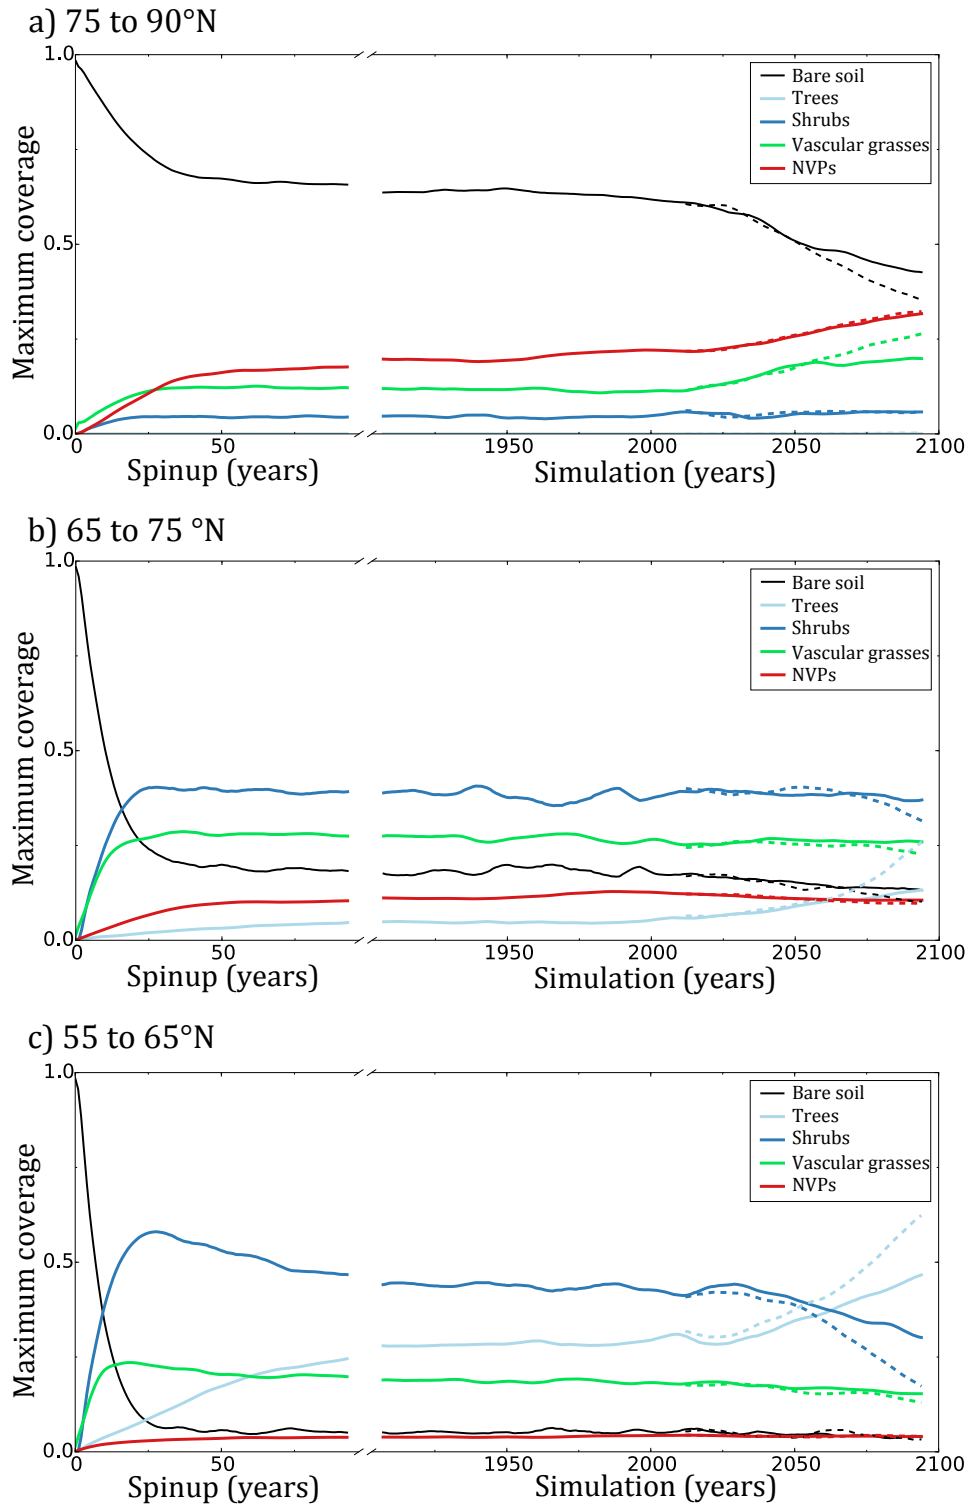 a) 75 to 90°N
1.0
0.5
0.0
Maximum coverage
Bare soil
Trees
Shrubs
Vascular grasses
NVPs
0 50 1950 2000 2050 2100
Spinup (years) Simulation (years)
b) 65 to 75 °N
1.0
0.5
0.0
Maximum coverage
Bare soil
Trees
Shrubs
Vascular grasses
NVPs
0 50 1950 2000 2050 2100
Spinup (years) Simulation (years)
c) 55 to 65°N
1.0
0.5
0.0
Maximum coverage
Bare soil
Trees
Shrubs
Vascular grasses
NVPs
0 50 1950 2000 2050 2100
Spinup (years) Simulation (years)